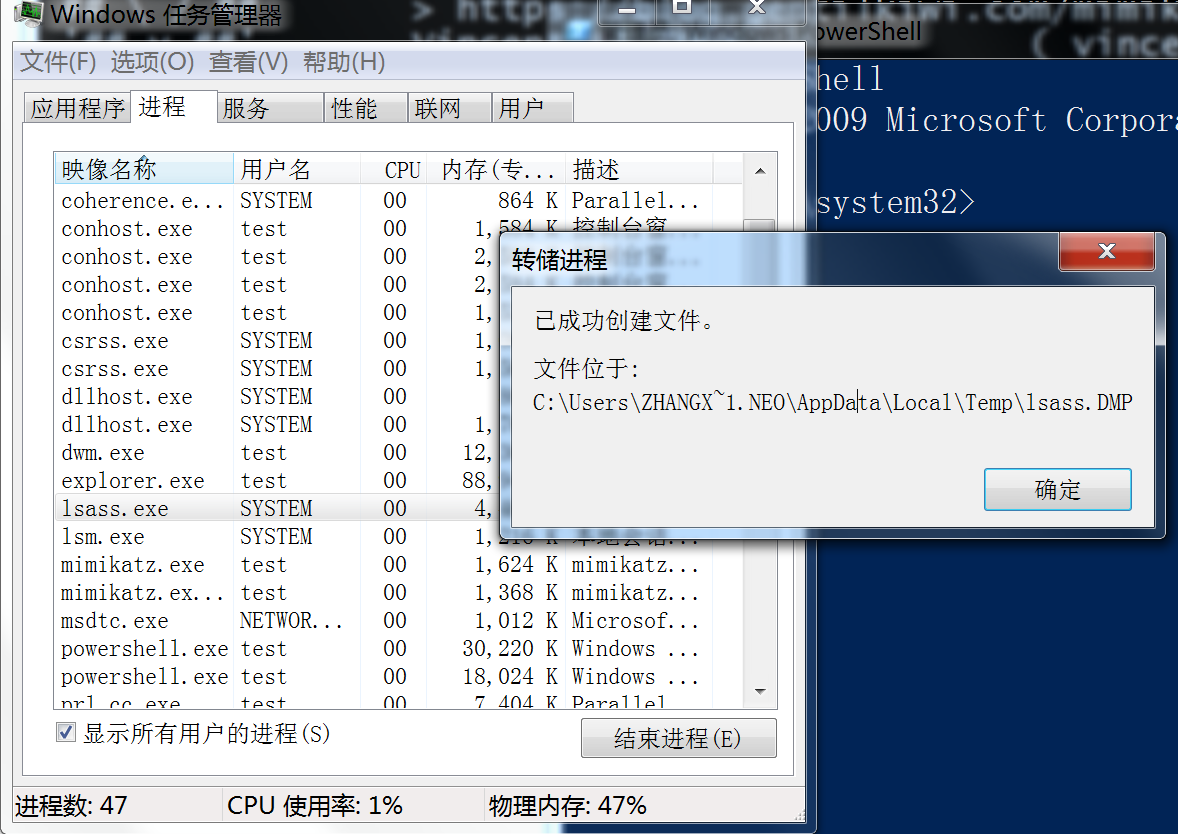 Windows 任务管理器
> https
.com/mimik
( vince
owerShell
文件(F) 选项(O) 查看(V) 帮助(H)
应用程序 进程 服务 性能 联网 用户
映像名称 用户名 CPU 内存(专... 描述
coherence.e... SYSTEM 00 864 K Parallel...
conhost.exe test 00 1,584 K 控制台窗...
conhost.exe test 00 2,
conhost.exe test 00 2,
conhost.exe test 00 1,
csrss.exe SYSTEM 00 1,
csrss.exe SYSTEM 00 1,
dllhost.exe SYSTEM 00
dllhost.exe SYSTEM 00 1,
dwm.exe test 00 12,
explorer.exe test 00 88,
lsass.exe SYSTEM 00 4,
lsm.exe SYSTEM 00 1,216 K 本地会话...
mimikatz.exe test 00 1,624 K mimikatz...
mimikatz.ex... test 00 1,368 K mimikatz...
msdtc.exe NETWOR... 00 1,012 K Microsof...
powershell.exe test 00 30,220 K Windows ...
powershell.exe test 00 18,024 K Windows ...
prl_cc.exe test 00 7,404 K Parallel
显示所有用户的进程(S)
结束进程(E)
进程数: 47 CPU 使用率: 1% 物理内存: 47%
hell
009 Microsoft Corpora
system32>
转储进程
已成功创建文件。
文件位于:
C:\Users\ZHANGX~1.NEO\AppData\Local\Temp\lsass.DMP
确定